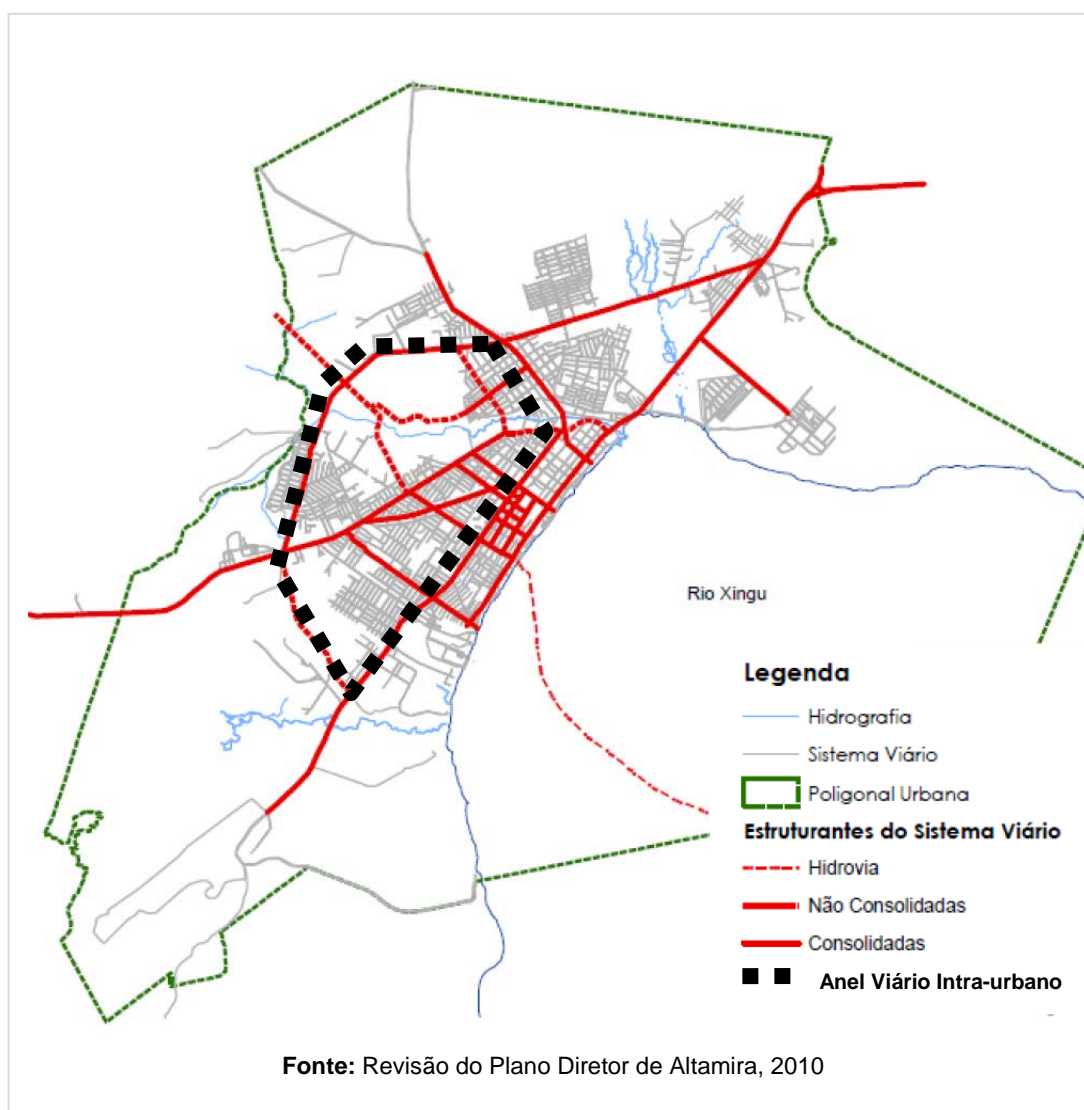 Rio Xingu
Legenda
Hidrografia
Sistema Viário
Poligonal Urbana
Estruturantes do Sistema Viário
Hidrovia
Não Consolidadas
Consolidadas
Anel Viário Intra-urbano
Fonte: Revisão do Plano Diretor de Altamira, 2010